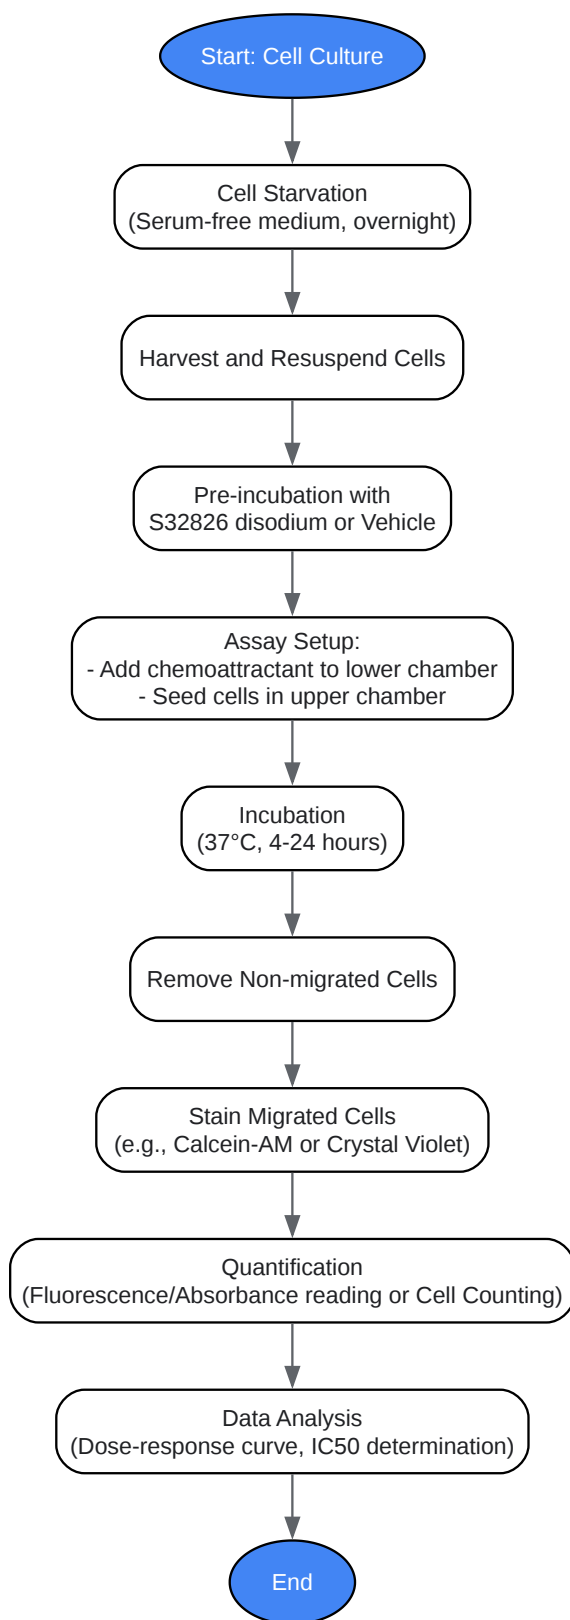 Start: Cell Culture
Cell Starvation
(Serum-free medium, overnight)
Harvest and Resuspend Cells
Pre-incubation with
S32826 disodium or Vehicle
Assay Setup:
- Add chemoattractant to lower chamber
- Seed cells in upper chamber
Incubation
(37°C, 4-24 hours)
Remove Non-migrated Cells
Stain Migrated Cells
(e.g., Calcein-AM or Crystal Violet)
Quantification
(Fluorescence/Absorbance reading or Cell Counting)
Data Analysis
(Dose-response curve, IC50 determination)
End